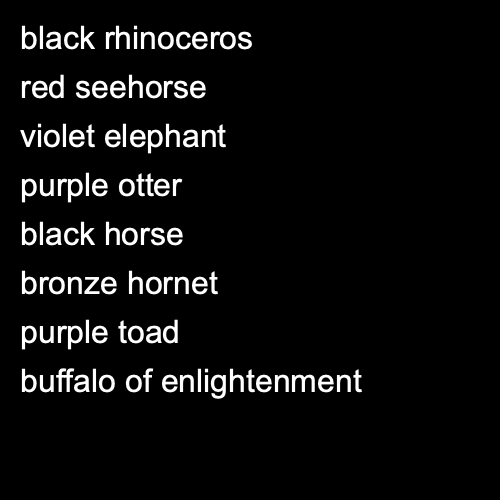 black rhinoceros
red seehorse
violet elephant
purple otter
black horse
bronze hornet
purple toad
buffalo of enlightenment